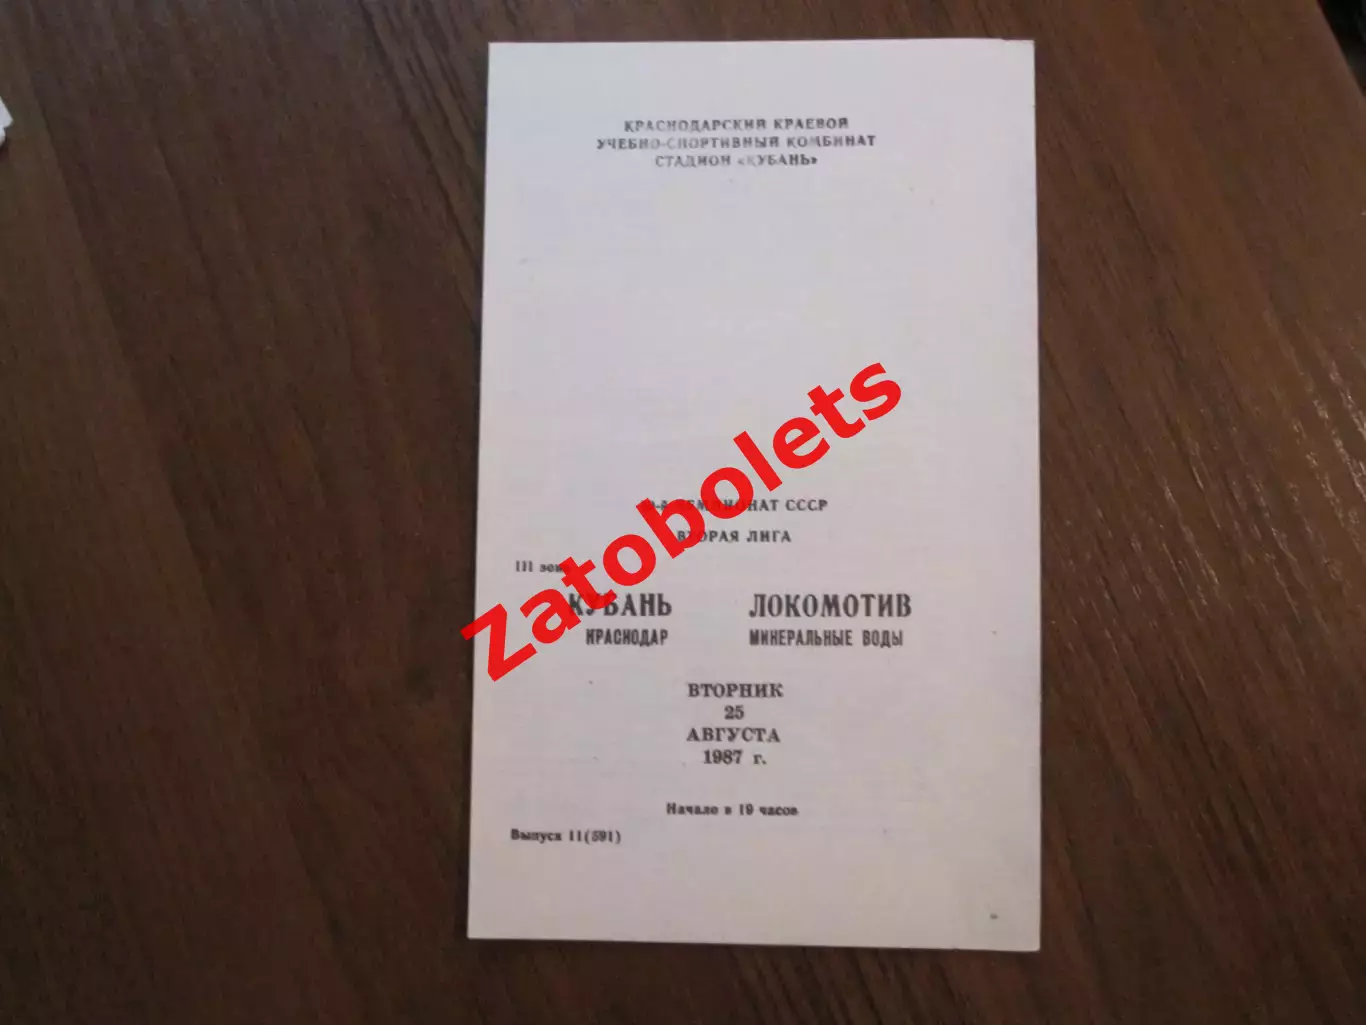 КРАСНОДАРСКИЙ КРАЕВОЙ
УЧЕБНО-СПОРТИВНЫЙ КОМБИНАТ
СТАДИОН «КУБАНЬ»
Zatobolets
ЧЕМПИОНАТ СССР
ВТОРАЯ ЛИГА
III зона
КУБАНЬ ЛОКОМОТИВ
КРАСНОДАР МИНЕРАЛЬНЫЕ ВОДЫ
ВТОРНИК
25
АВГУСТА
1987 г.
Начало в 19 часов
Выпуск 11(591)